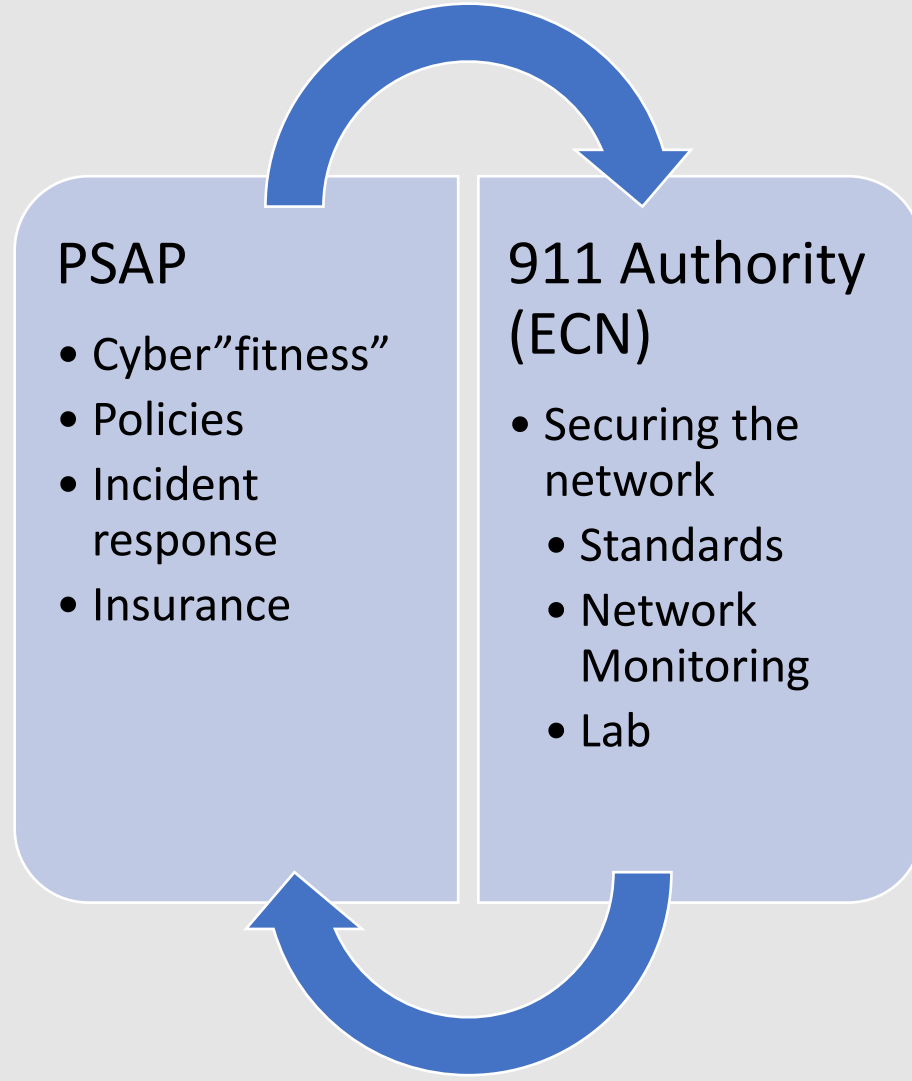 PSAP
• Cyber”fitness”
• Policies
• Incident
response
• Insurance
911 Authority
(ECN)
• Securing the
network
• Standards
• Network
Monitoring
• Lab